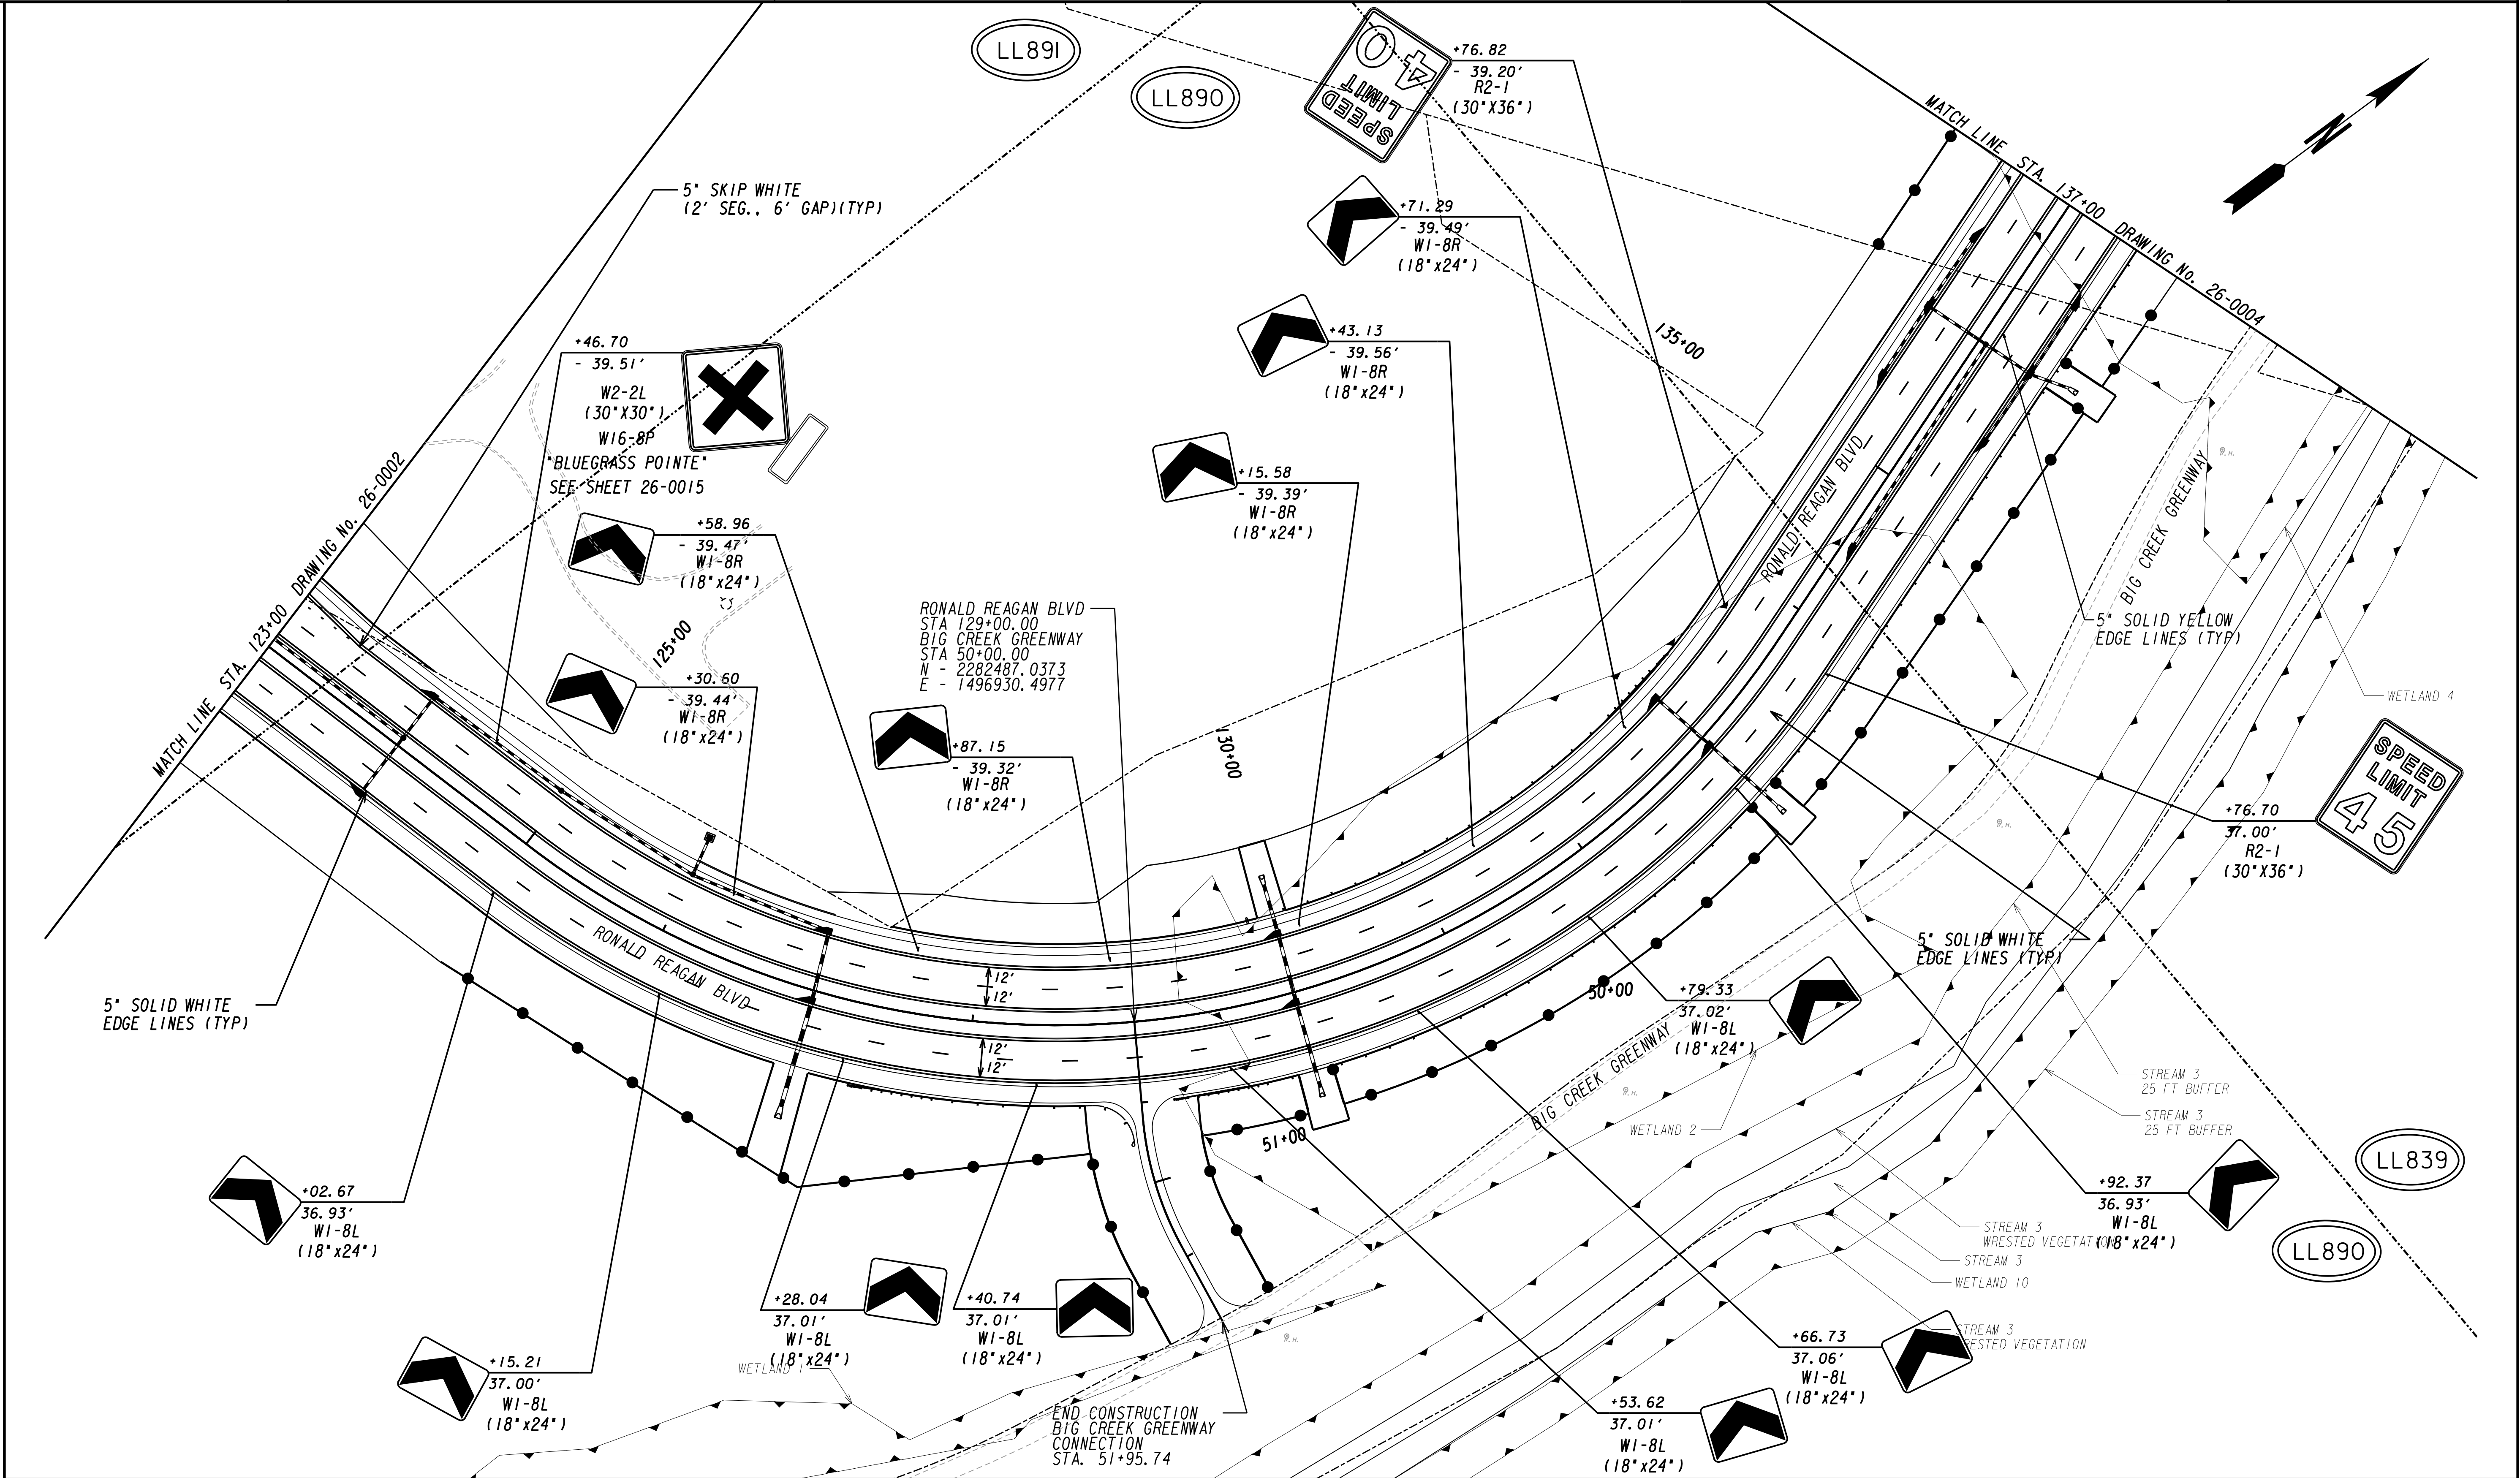 LL891
LL890
SPEED
LIMIT
40
+76.82
- 39.20'
R2-1
(30"X36")
MATCH LINE STA. 137+00 DRAWING No. 26-0004
N
5" SKIP WHITE
(2' SEG., 6' GAP)(TYP)
+71.29
- 39.49'
W1-8R
(18"x24")
+43.13
- 39.56'
W1-8R
(18"x24")
135+00
+46.70
- 39.51'
W2-2L
(30"X30")
W16-8P
"BLUEGRASS POINTE"
SEE SHEET 26-0015
+15.58
- 39.39'
W1-8R
(18"x24")
RONALD REAGAN BLVD
BIG CREEK GREENWAY
P.H.
MATCH LINE STA. 123+00 DRAWING No. 26-0002
+58.96
- 39.47'
W1-8R
(18"x24")
125+00
RONALD REAGAN BLVD
STA 129+00.00
BIG CREEK GREENWAY
STA 50+00.00
N - 2282487.0373
E - 1496930.4977
5" SOLID YELLOW
EDGE LINES (TYP)
+30.60
- 39.44'
W1-8R
(18"x24")
WETLAND 4
+87.15
- 39.32'
W1-8R
(18"x24")
130+00
SPEED
LIMIT
45
+76.70
37.00'
R2-1
(30"X36")
P.H.
RONALD REAGAN BLVD
12'
12'
12'
12'
5" SOLID WHITE
EDGE LINES (TYP)
5" SOLID WHITE
EDGE LINES (TYP)
50+00
+79.33
37.02'
W1-8L
(18"x24")
BIG CREEK GREENWAY
P.H.
WETLAND 2
51+00
STREAM 3
25 FT BUFFER
STREAM 3
25 FT BUFFER
LL839
+02.67
36.93'
W1-8L
(18"x24")
+92.37
36.93'
W1-8L
(18"x24")
STREAM 3
WRESTED VEGETATION
STREAM 3
WETLAND 10
LL890
+28.04
37.01'
W1-8L
(18"x24")
+40.74
37.01'
W1-8L
(18"x24")
P.H.
STREAM 3
WRESTED VEGETATION
+66.73
37.06'
W1-8L
(18"x24")
WETLAND 1
+15.21
37.00'
W1-8L
(18"x24")
END CONSTRUCTION
BIG CREEK GREENWAY
CONNECTION
STA. 51+95.74
+53.62
37.01'
W1-8L
(18"x24")